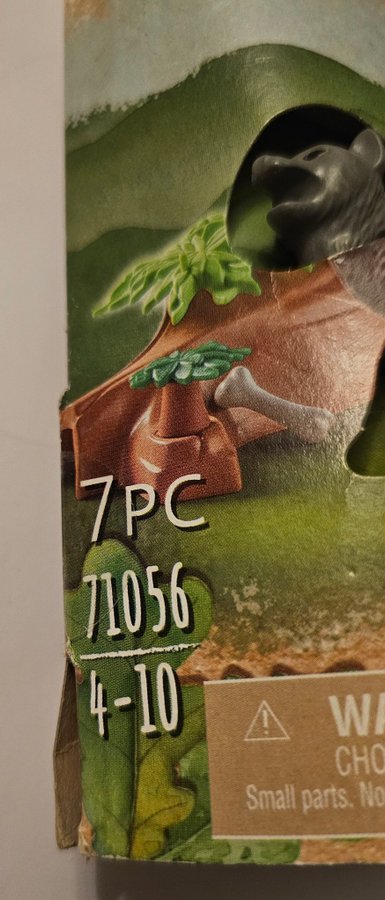 7PC
71056
4-10
WA
CHO
Small parts. No